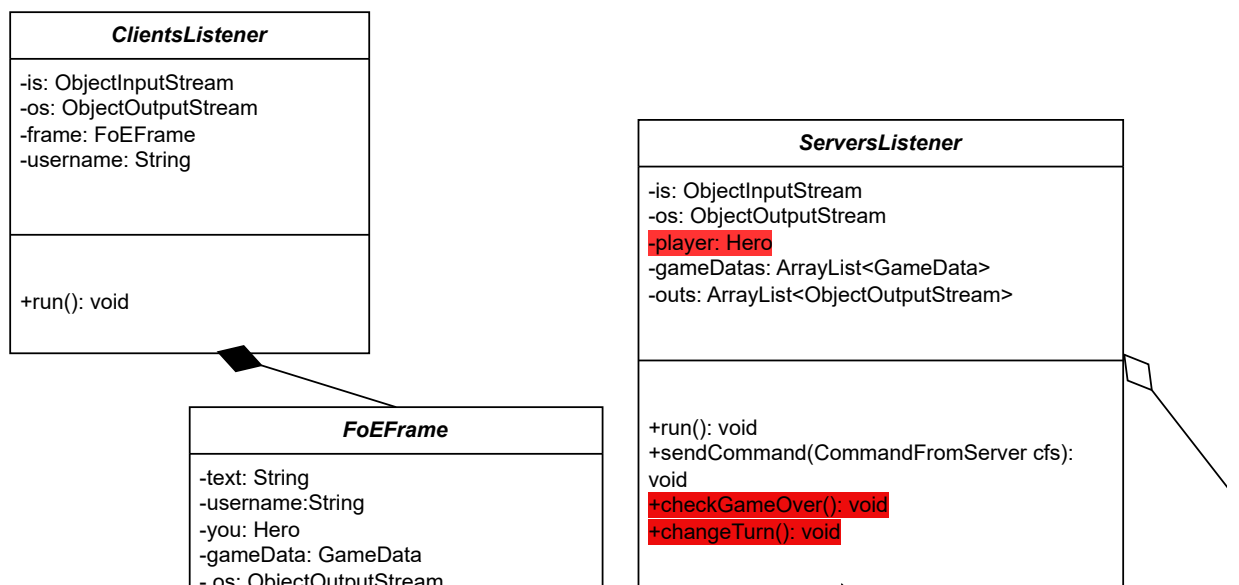 ClientsListener
-is: ObjectInputStream
-os: ObjectOutputStream
-frame: FoEFrame
-username: String
+run(): void
FoEFrame
-text: String
-username:String
-you: Hero
-gameData: GameData
- os: ObjectOutputStream
ServersListener
-is: ObjectInputStream
-os: ObjectOutputStream
-player: Hero
-gameDatas: ArrayList<GameData>
-outs: ArrayList<ObjectOutputStream>
+run(): void
+sendCommand(CommandFromServer cfs):
void
+checkGameOver(): void
+changeTurn(): void